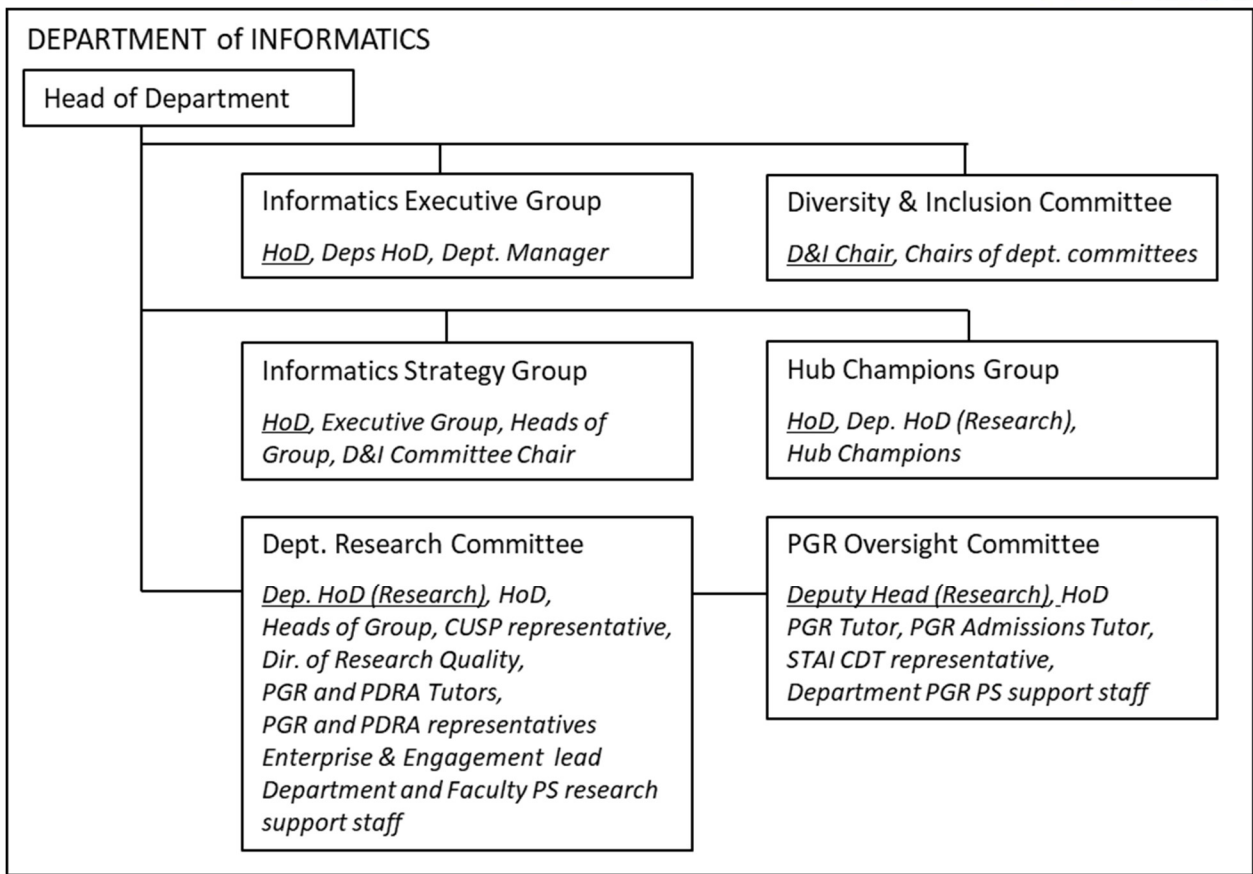 DEPARTMENT of INFORMATICS
Head of Department
Informatics Executive Group
HoD, Deps HoD, Dept. Manager
Diversity & Inclusion Committee
D&I Chair, Chairs of dept. committees
Informatics Strategy Group
HoD, Executive Group, Heads of
Group, D&I Committee Chair
Hub Champions Group
HoD, Dep. HoD (Research),
Hub Champions
Dept. Research Committee
Dep. HoD (Research), HoD,
Heads of Group, CUSP representative,
Dir. of Research Quality,
PGR and PDRA Tutors,
PGR and PDRA representatives
Enterprise & Engagement lead
Department and Faculty PS research
support staff
PGR Oversight Committee
Deputy Head (Research), HoD
PGR Tutor, PGR Admissions Tutor,
STAI CDT representative,
Department PGR PS support staff